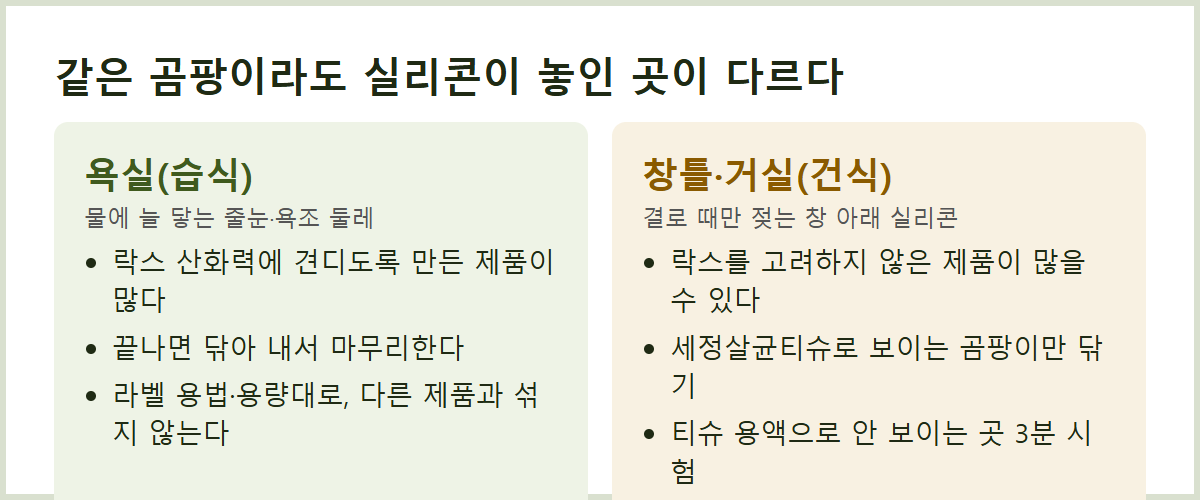 같은 곰팡이라도 실리콘이 놓인 곳이 다르다
욕실(습식)
물에 늘 닿는 줄눈·욕조 둘레
• 락스 산화력에 견디도록 만든 제품이
많다
• 끝나면 닦아 내서 마무리한다
• 라벨 용법·용량대로, 다른 제품과 섞
지 않는다
창틀·거실(건식)
결로 때만 젖는 창 아래 실리콘
• 락스를 고려하지 않은 제품이 많을
수 있다
• 세정살균티슈로 보이는 곰팡이만 닦
기
• 티슈 용액으로 안 보이는 곳 3분 시
험